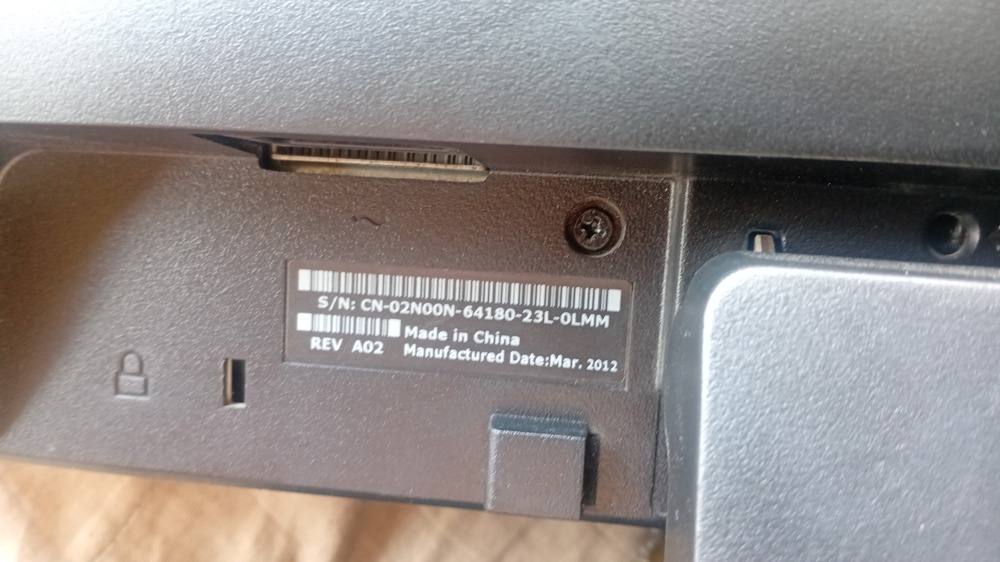 S/N: CN-02N00N-64180-23L-0LMM
Made in China
REV A02 Manufactured Date:Mar. 2012